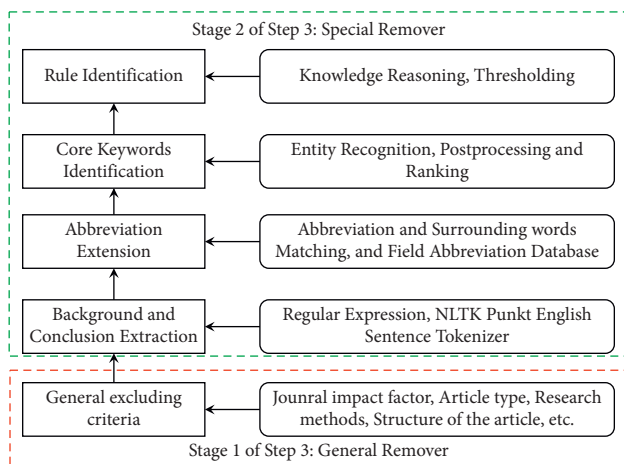 Stage 2 of Step 3: Special Remover
Rule Identification
Knowledge Reasoning, Thresholding
Core Keywords
Identification
Entity Recognition, Postprocessing and
Ranking
Abbreviation
Extension
Abbreviation and Surrounding words
Matching, and Field Abbreviation Database
Background and
Conclusion Extraction
Regular Expression, NLTK Punkt English
Sentence Tokenizer
General excluding
criteria
Jounral impact factor, Article type, Research
methods, Structure of the article, etc.
Stage 1 of Step 3: General Remover